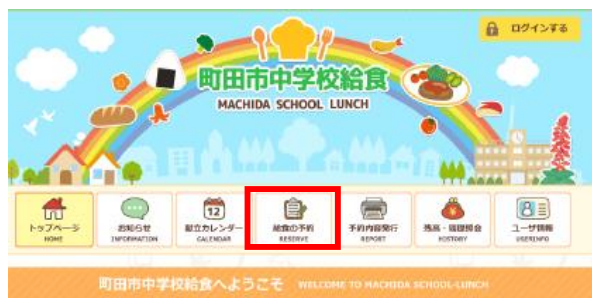 ログインする
町田市中学校給食
MACHIDA SCHOOL LUNCH
トップページ
HOME
お知らせ
INFORMATION
12
献立カレンダー
CALENDAR
給食の予約
RESERVE
予約内容発行
REPORT
残高・履歴照会
HISTORY
ユーザ情報
USERINFO
町田市中学校給食へようこそ WELCOME TO MACHIDA SCHOOL-LUNCH